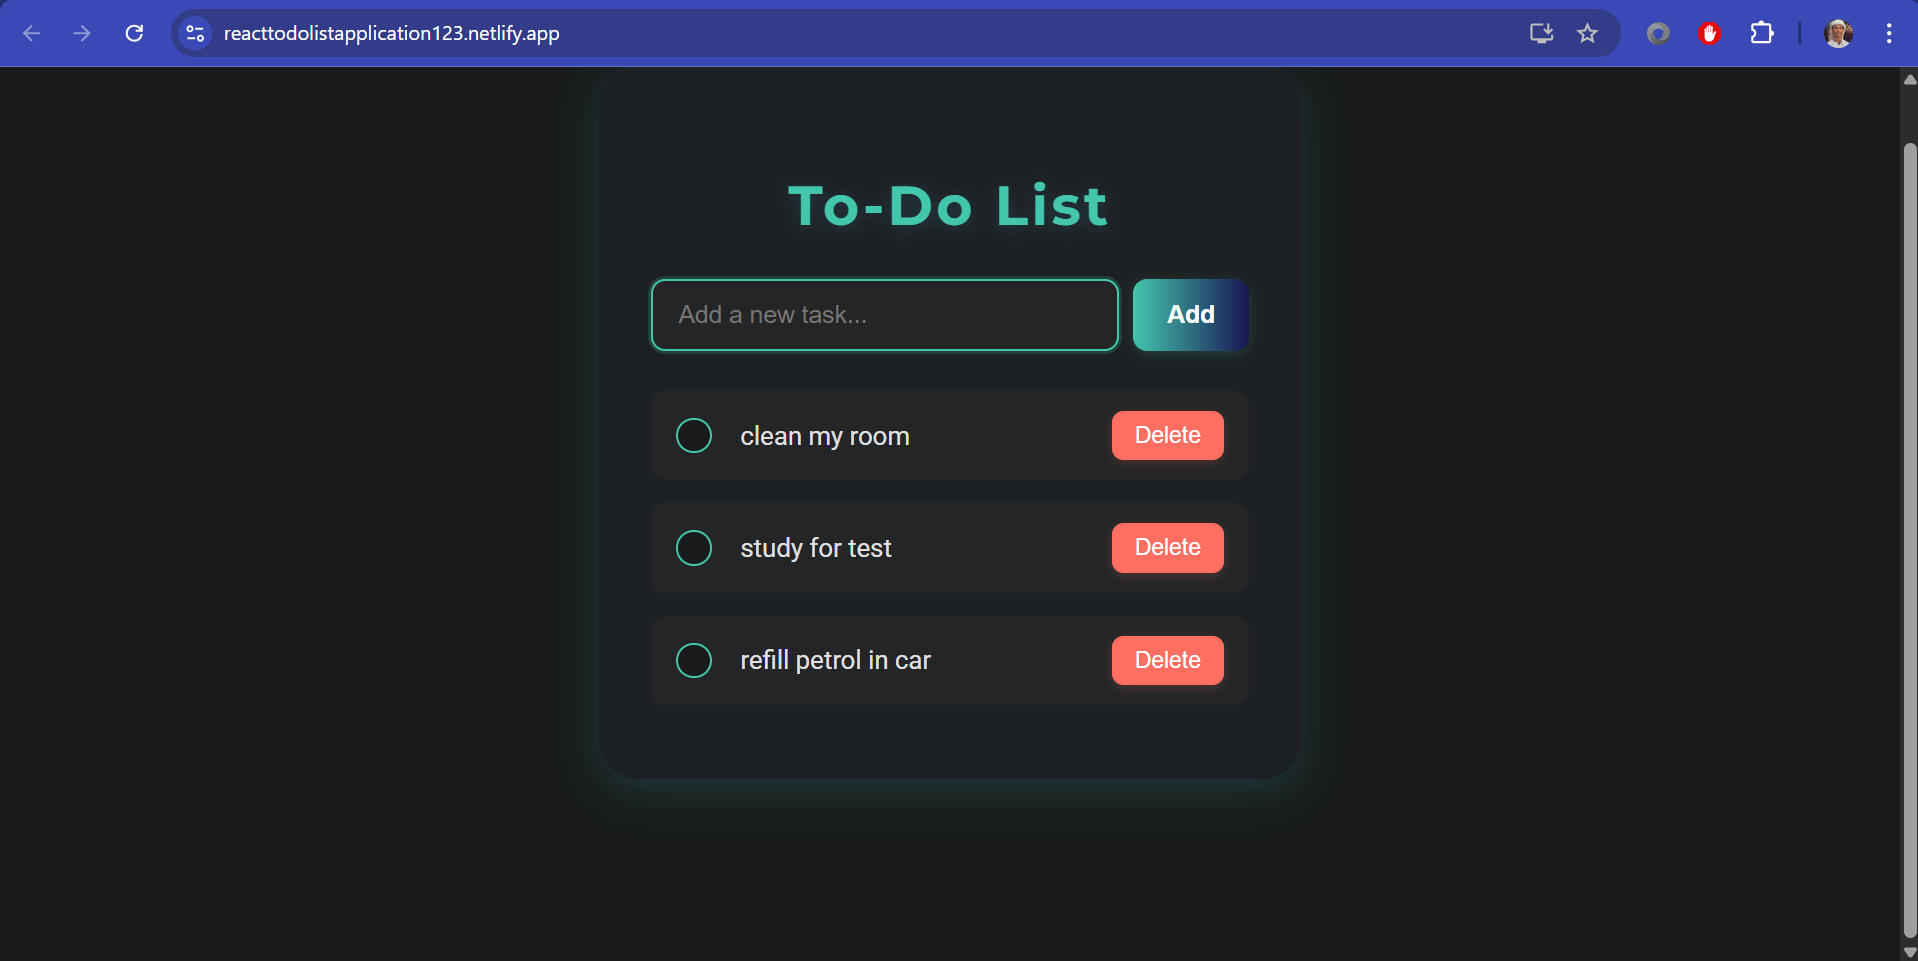 reacttodolistapplication123.netlify.app
To-Do List
Add a new task...
Add
clean my room
Delete
study for test
Delete
refill petrol in car
Delete